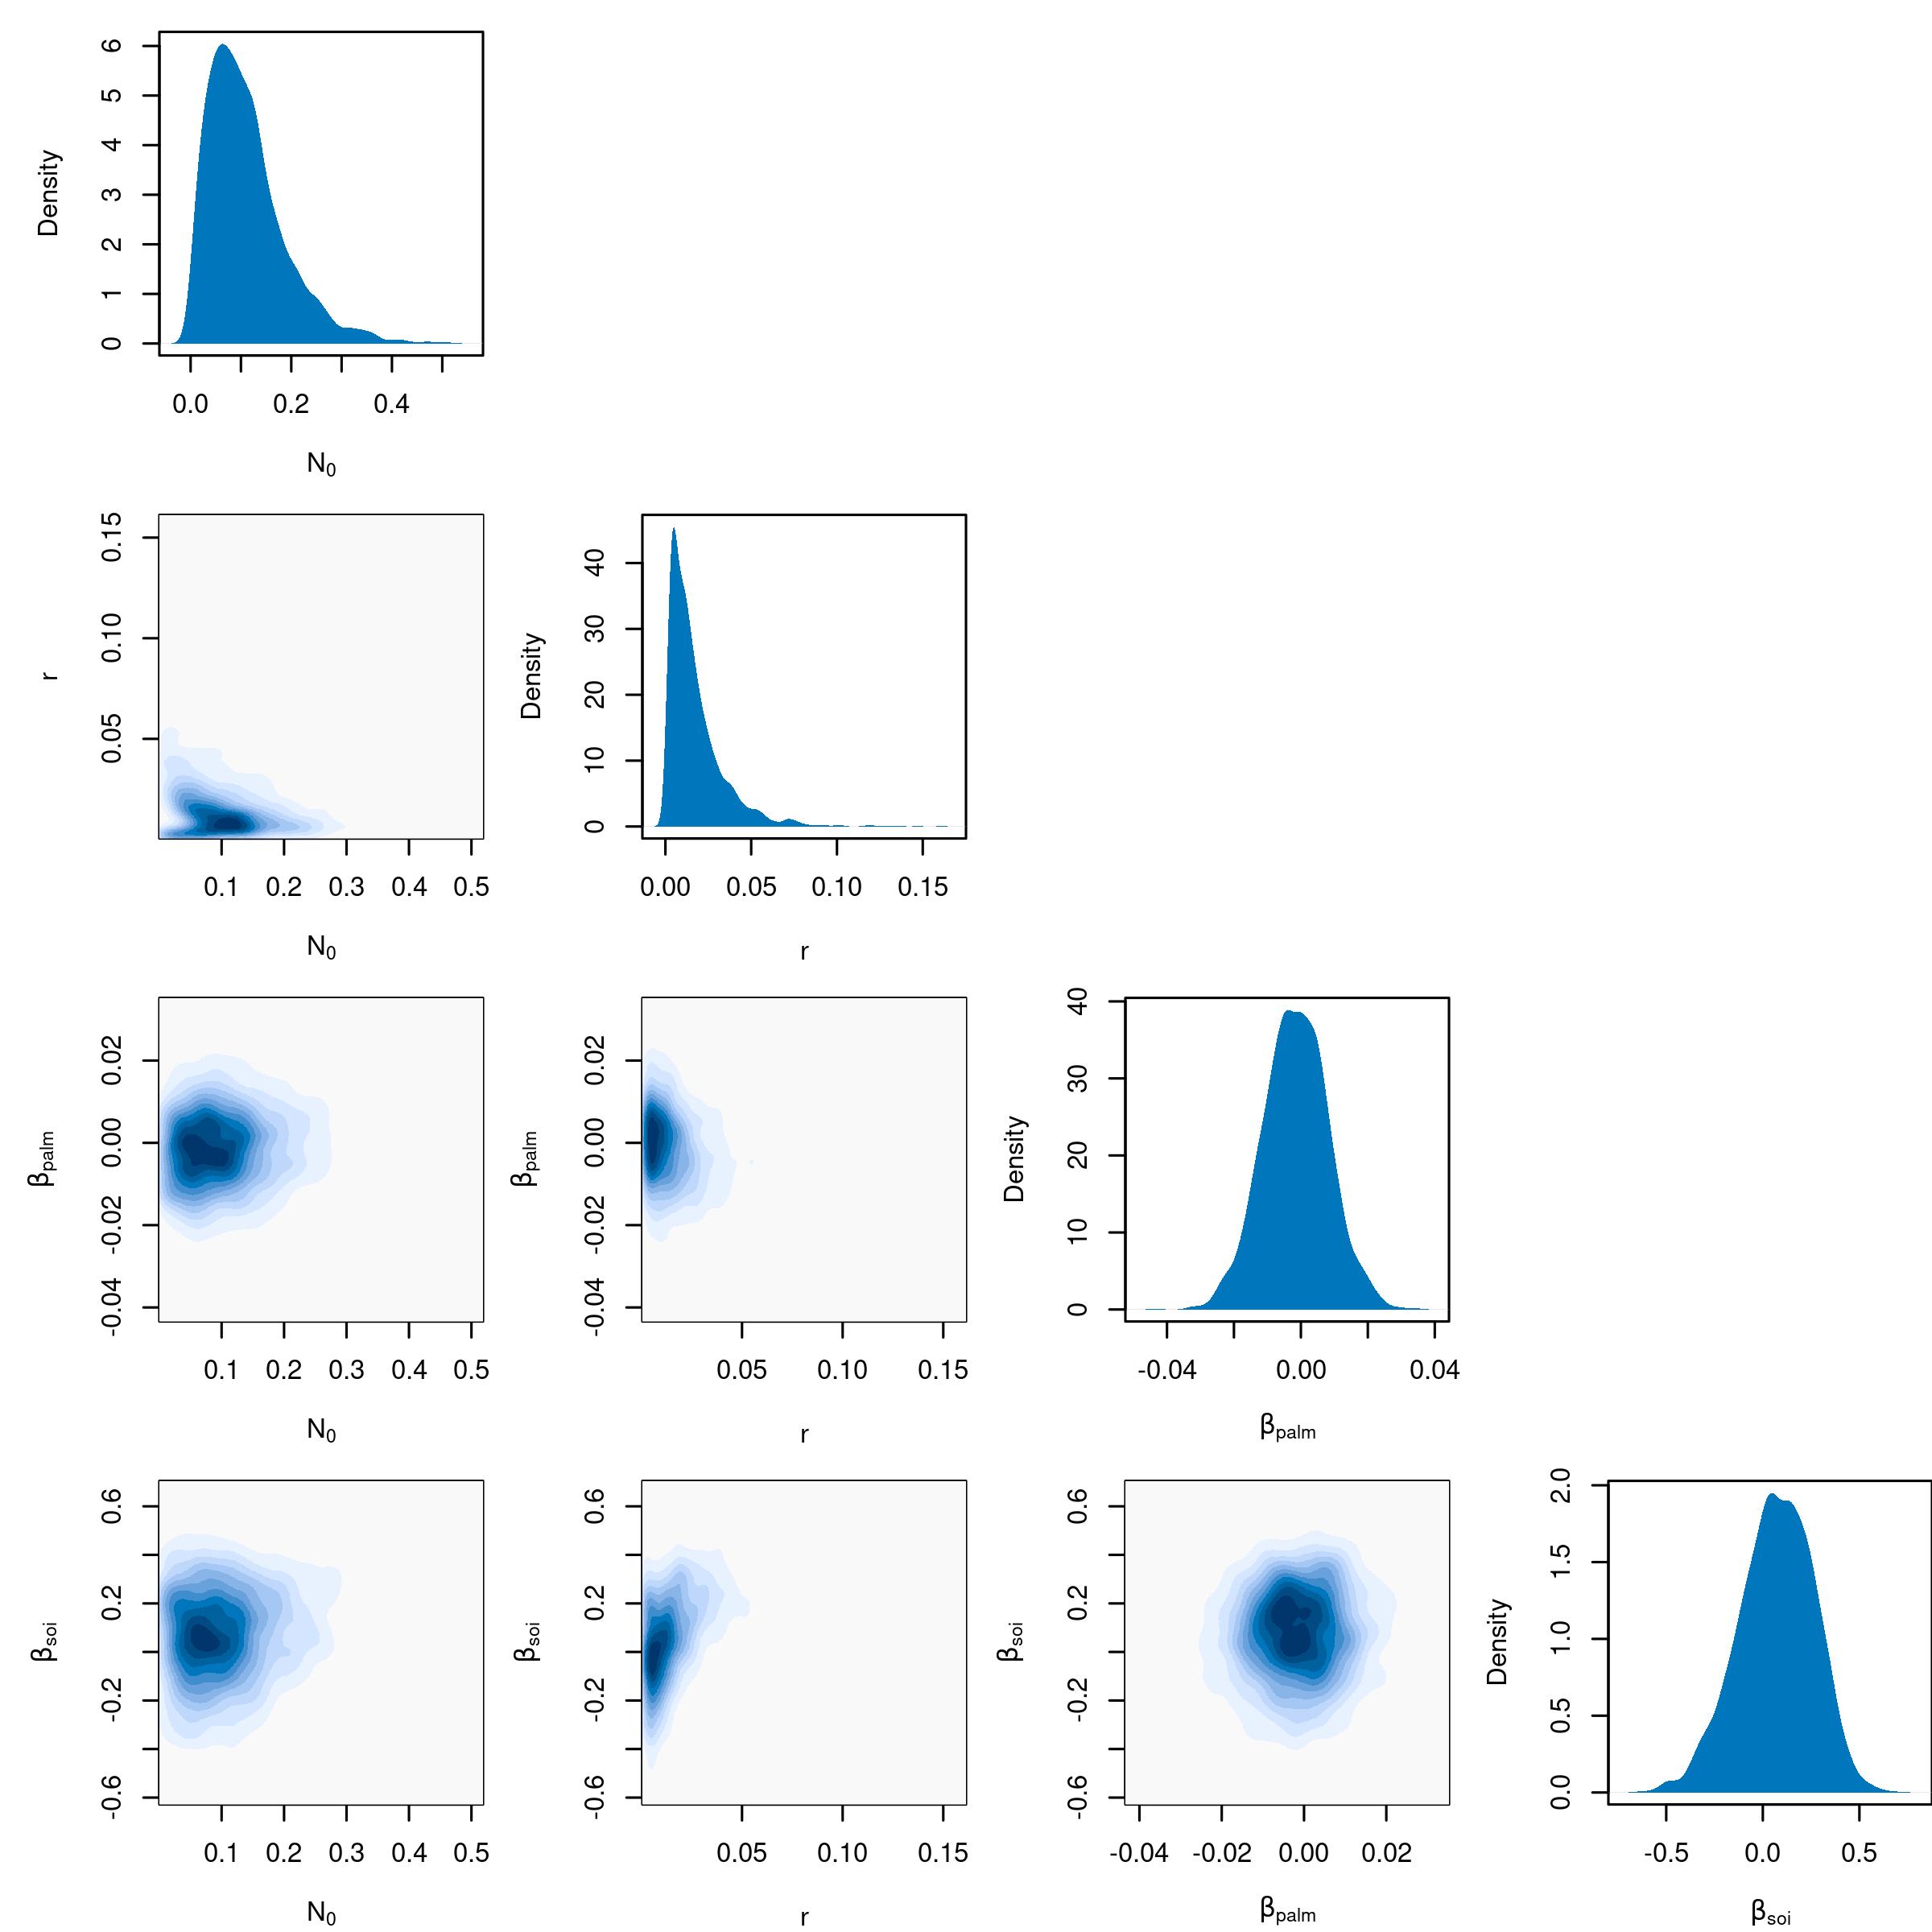 Density
6
5
4
3
2
1
0
0.0 0.2 0.4
N₀
r
0.15
0.10
0.05
0.1 0.2 0.3 0.4 0.5
N₀
Density
40
30
20
10
0
0.00 0.05 0.10 0.15
r
βpalm
0.02
0.00
-0.02
-0.04
0.1 0.2 0.3 0.4 0.5
N₀
βpalm
0.02
0.00
-0.02
-0.04
0.05 0.10 0.15
r
Density
40
30
20
10
0
-0.04 0.00 0.04
βpalm
βsoi
0.6
0.2
-0.2
-0.6
0.1 0.2 0.3 0.4 0.5
N₀
βsoi
0.6
0.2
-0.2
-0.6
0.05 0.10 0.15
r
βsoi
0.6
0.2
-0.2
-0.6
-0.04 -0.02 0.00 0.02
βpalm
Density
2.0
1.5
1.0
0.5
0.0
-0.5 0.0 0.5
βsoi